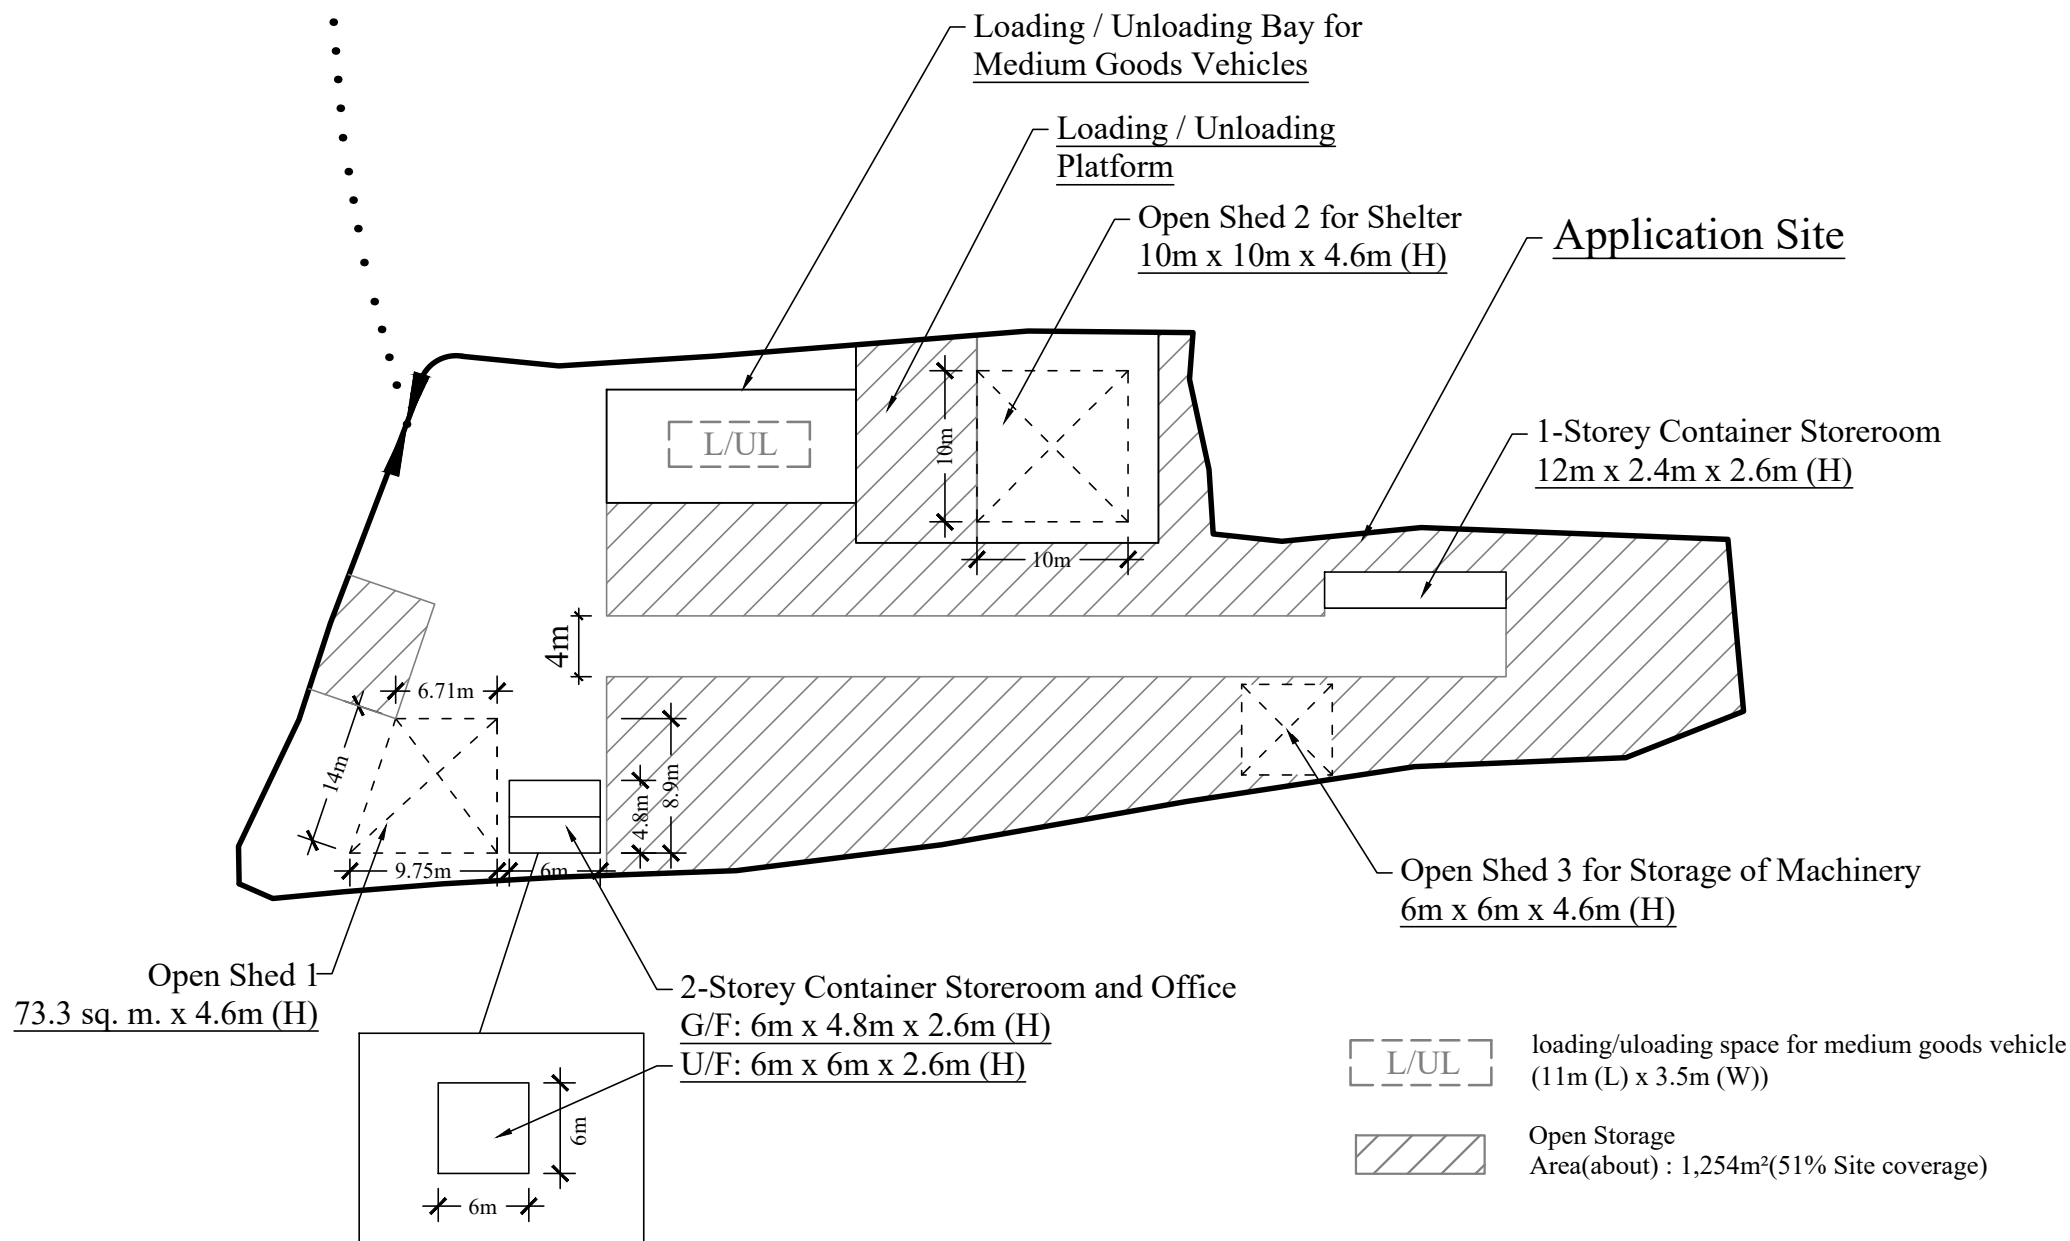 Loading / Unloading Bay for
Medium Goods Vehicles
Loading / Unloading
Platform
Open Shed 2 for Shelter
10m x 10m x 4.6m (H)
Application Site
L/UL
10m
10m
1-Storey Container Storeroom
12m x 2.4m x 2.6m (H)
4m
6.71m
14m
8.9m
4.8m
9.75m
6m
Open Shed 3 for Storage of Machinery
6m x 6m x 4.6m (H)
Open Shed 1
73.3 sq. m. x 4.6m (H)
2-Storey Container Storeroom and Office
G/F: 6m x 4.8m x 2.6m (H)
U/F: 6m x 6m x 2.6m (H)
6m
6m
L/UL
loading/uloading space for medium goods vehicle
(11m (L) x 3.5m (W))
Open Storage
Area(about) : 1,254m²(51% Site coverage)